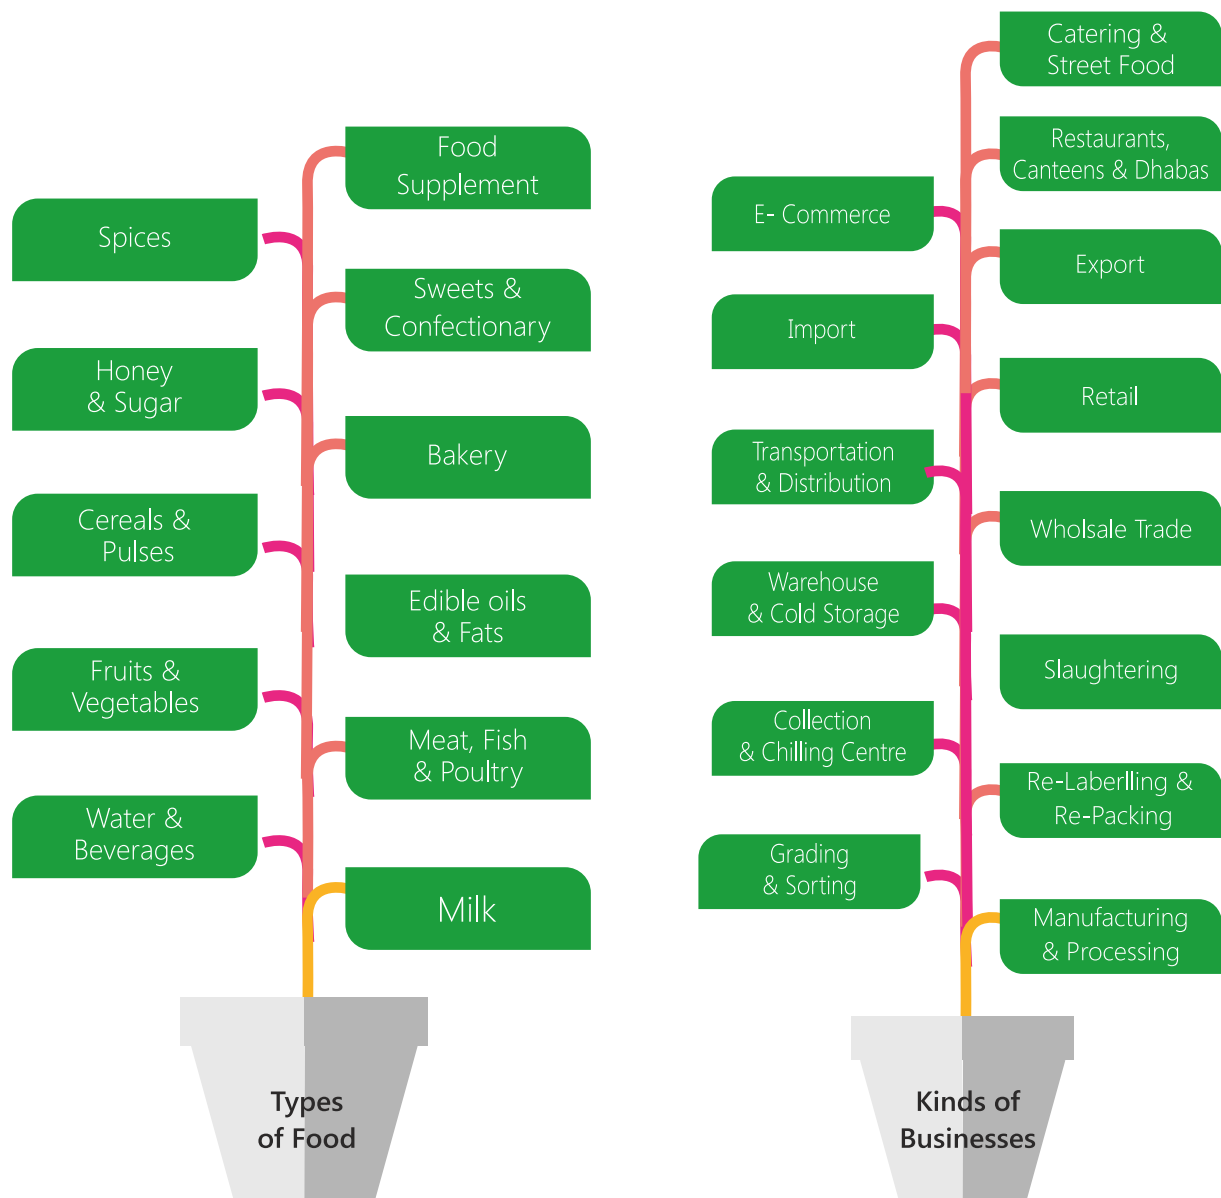 Food
Supplement
Spices
Sweets &
Confectionary
Honey
& Sugar
Bakery
Cereals &
Pulses
Edible oils
& Fats
Fruits &
Vegetables
Meat, Fish
& Poultry
Water &
Beverages
Milk
Types
of Food
Catering &
Street Food
Restaurants,
Canteens & Dhabas
E- Commerce
Export
Import
Retail
Transportation
& Distribution
Wholsale Trade
Warehouse
& Cold Storage
Slaughtering
Collection
& Chilling Centre
Re-Laberlling &
Re-Packing
Grading
& Sorting
Manufacturing
& Processing
Kinds of
Businesses